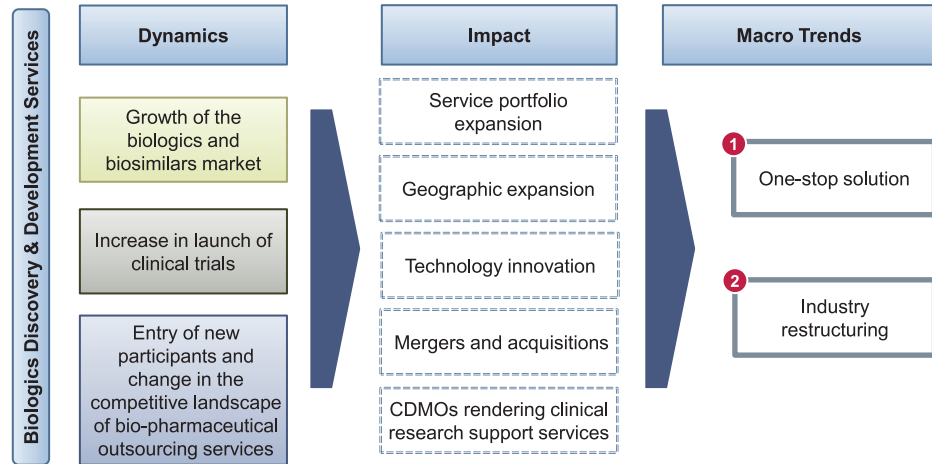 Biologics Discovery & Development Services
Dynamics
Growth of the
biologics and
biosimilars market
Increase in launch of
clinical trials
Entry of new
participants and
change in the
competitive landscape
of bio-pharmaceutical
outsourcing services
Impact
Service portfolio
expansion
Geographic expansion
Technology innovation
Mergers and acquisitions
CDMOs rendering clinical
research support services
Macro Trends
1
One-stop solution
2
Industry
restructuring